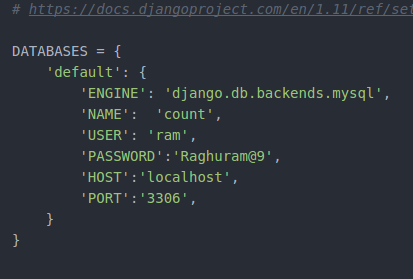 # https://docs.djangoproject.com/en/1.11/ref/set
DATABASES = {
    'default': {
        'ENGINE': 'django.db.backends.mysql',
        'NAME':  'count',
        'USER': 'ram',
        'PASSWORD':'Raghuram@9',
        'HOST':'localhost',
        'PORT':'3306',
    }
}